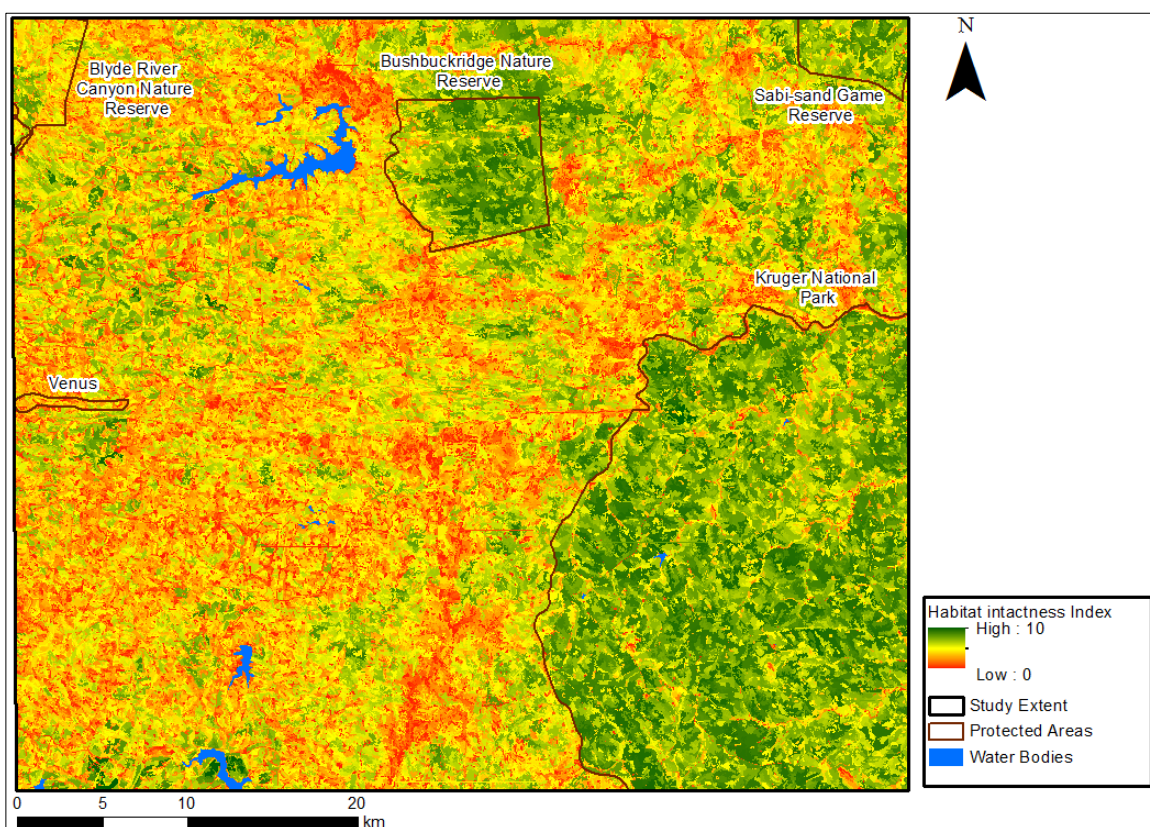 N
Blyde River
Canyon Nature
Reserve
Bushbuckridge Nature
Reserve
Sabi-sand Game
Reserve
Kruger National
Park
Venus
Habitat intactness Index
High : 10
Low : 0
Study Extent
Protected Areas
Water Bodies
0 5 10 20
km